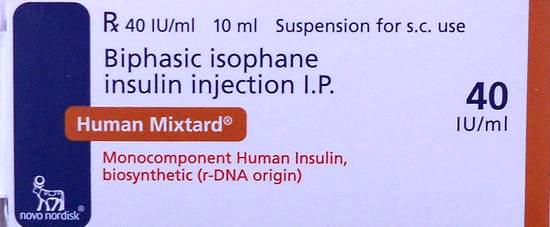 ℞ 40 IU/ml 10 ml Suspension for s.c. use
Biphasic isophane
insulin injection I.P.
Human Mixtard®
40
IU/ml
Monocomponent Human Insulin,
biosynthetic (r-DNA origin)
novo nordisk®